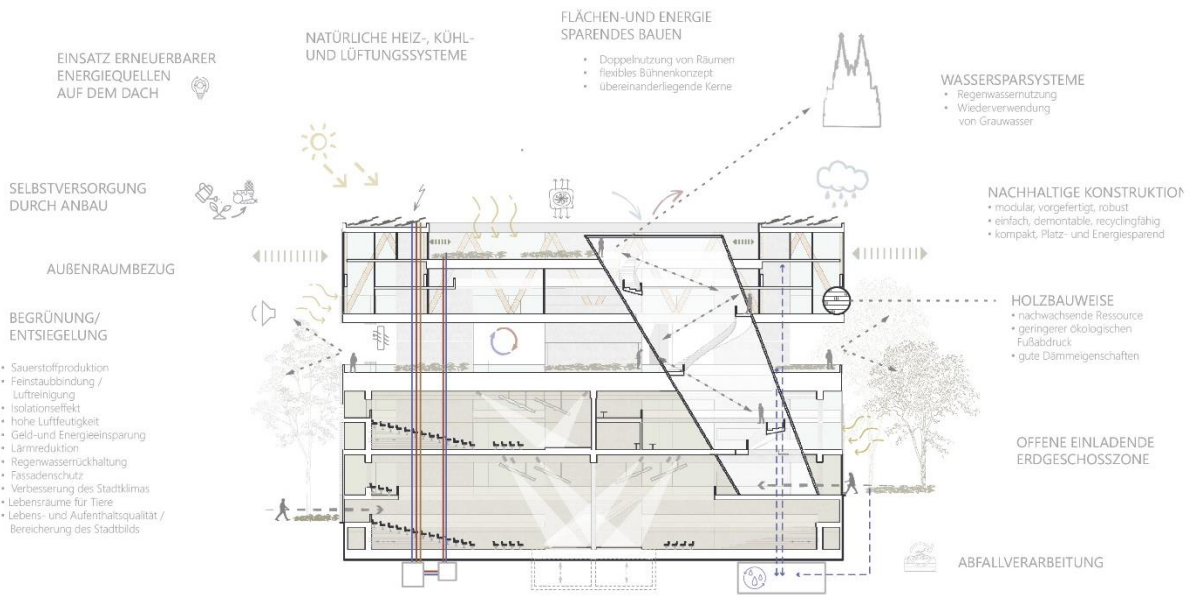 FLÄCHEN-UND ENERGIE
SPARENDES BAUEN
• Doppelnutzung von Räumen
• flexibles Bühnenkonzept
• übereinanderliegende Kerne
NATÜRLICHE HEIZ-, KÜHL-
UND LÜFTUNGSSYSTEME
EINSATZ ERNEUERBARER
ENERGIEQUELLEN
AUF DEM DACH
WASSERSPARSYSTEME
• Regenwassernutzung
• Wiederverwendung
von Grauwasser
SELBSTVERSORGUNG
DURCH ANBAU
NACHHALTIGE KONSTRUKTION
• modular, vorgefertigt, robust
• einfach, demontable, recyclingfähig
• kompakt, Platz- und Energiesparend
AUßENRAUMBEZUG
BEGRÜNUNG/
ENTSIEGELUNG
• Sauerstoffproduktion
• Feinstaubbindung /
Luftreinigung
• Isolationseffekt
• hohe Luftfeutigkeit
• Geld-und Energieeinsparung
• Lärmreduktion
• Regenwasserrückhaltung
• Fassadenschutz
• Verbesserung des Stadtklimas
• Lebensräume für Tiere
• Lebens- und Aufenthaltsqualität /
Bereicherung des Stadtbilds
HOLZBAUWEISE
• nachwachsende Ressource
• geringerer ökologischen
Fußabdruck
• gute Dämmeigenschaften
OFFENE EINLADENDE
ERDGESCHOSSZONE
ABFALLVERARBEITUNG